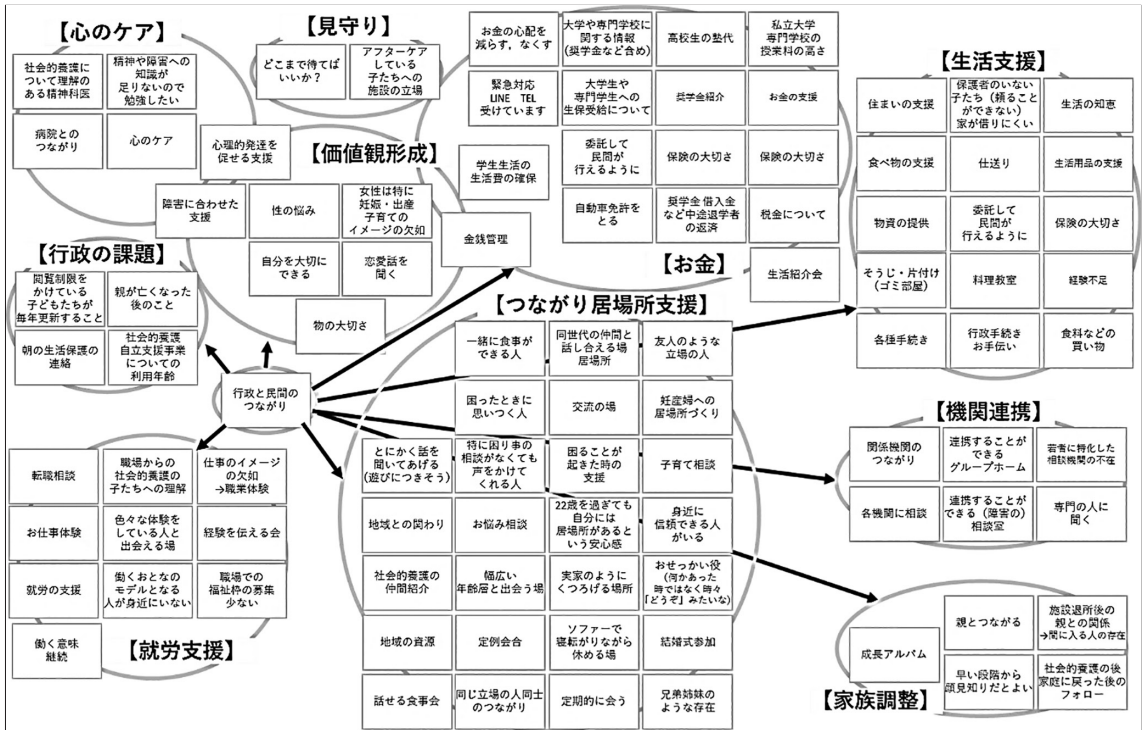 【心のケア】
社会的養護に
ついて理解の
ある精神科医
精神や障害への
知識が
足りないので
勉強したい
病院との
つながり
心のケア
心理的発達を
促せる支援
障害に合わせた
支援
【見守り】
どこまで待てば
いいか？
アフターケア
している
子たちへの
施設の立場
【価値観形成】
性の悩み
女性は特に
妊娠・出産
子育ての
イメージの欠如
自分を大切に
できる
恋愛話を
聞く
物の大切さ
金銭管理
【お金】
お金の心配を
減らす，なくす
大学や専門学校に
関する情報
（奨学金など含め）
高校生の塾代
私立大学
専門学校の
授業料の高さ
緊急対応
LINE TEL
受けています
大学生や
専門学生への
生保受給について
奨学金紹介
お金の支援
学生生活の
生活費の確保
委託して
民間が
行えるように
保険の大切さ
保険の大切さ
自動車免許を
とる
奨学金 借入金
など中途退学者
の返済
税金について
生活紹介会
【生活支援】
住まいの支援
保護者のいない
子たち（頼ること
ができない）
家が借りにくい
生活の知恵
食べ物の支援
仕送り
生活用品の支援
物資の提供
委託して
民間が
行えるように
保険の大切さ
そうじ・片付け
（ゴミ部屋）
料理教室
経験不足
各種手続き
行政手続き
お手伝い
食料などの
買い物
【行政の課題】
閲覧制限を
かけている
子どもたちが
毎年更新すること
親が亡くなった
後のこと
朝の生活保護の
連絡
社会的養護
自立支援事業
についての
利用年齢
行政と民間の
つながり
【つながり居場所支援】
一緒に食事が
できる人
同世代の仲間と
話し合える場
居場所
友人のような
立場の人
困ったときに
思いつく人
交流の場
妊産婦への
居場所づくり
とにかく話を
聞いてあげる
（遊びにつきそう）
特に困り事の
相談がなくても
声をかけて
くれる人
困ることが
起きた時の
支援
子育て相談
地域との関わり
お悩み相談
22歳を過ぎても
自分には
居場所があると
いう安心感
身近に
信頼できる人
がいる
社会的養護の
仲間紹介
幅広い
年齢層と出会う場
実家のように
くつろげる場所
おせっかい役
（何かあった
時ではなく時々
「どうぞ」みたいな）
地域の資源
定例会合
ソファーで
寝転がりながら
休める場
結婚式参加
話せる食事会
同じ立場の人同士
のつながり
定期的に会う
兄弟姉妹の
ような存在
【就労支援】
転職相談
職場からの
社会的養護の
子たちへの理解
仕事のイメージ
の欠如
→職業体験
お仕事体験
色々な体験を
している人と
出会える場
経験を伝える会
就労の支援
働くおとなの
モデルとなる
人が身近にいない
職場での
福祉枠の募集
少ない
働く意味
継続
【機関連携】
関係機関の
つながり
連携することが
できる
グループホーム
若者に特化した
相談機関の不在
各機関に相談
連携することが
できる（障害の）
相談室
専門の人に
聞く
【家族調整】
成長アルバム
親とつながる
施設退所後の
親との関係
→間に入る人の存在
早い段階から
顔見知りだとよい
社会的養護の後
家庭に戻った後の
フォロー